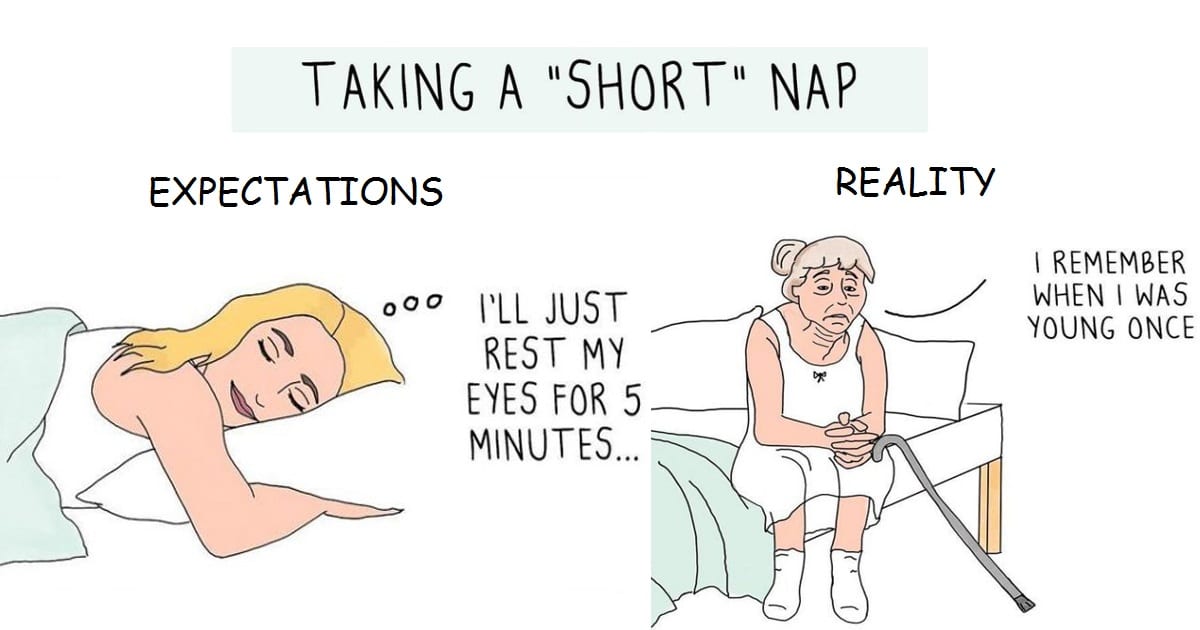 TAKING A "SHORT" NAP
EXPECTATIONS
I'LL JUST
REST MY
EYES FOR 5
MINUTES...
REALITY
I REMEMBER
WHEN I WAS
YOUNG ONCE